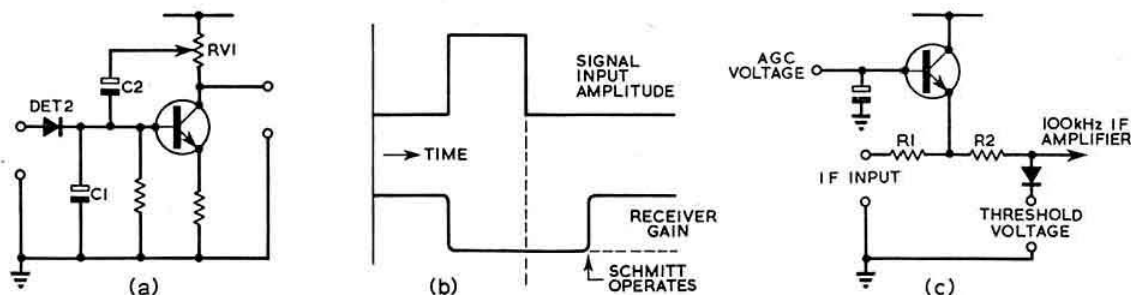 RV1
C2
DET2
C1
(a)
SIGNAL
INPUT
AMPLITUDE
TIME
RECEIVER
GAIN
SCHMITT
OPERATES
(b)
AGC
VOLTAGE
R1
R2
100kHz IF
AMPLIFIER
IF INPUT
THRESHOLD
VOLTAGE
(c)